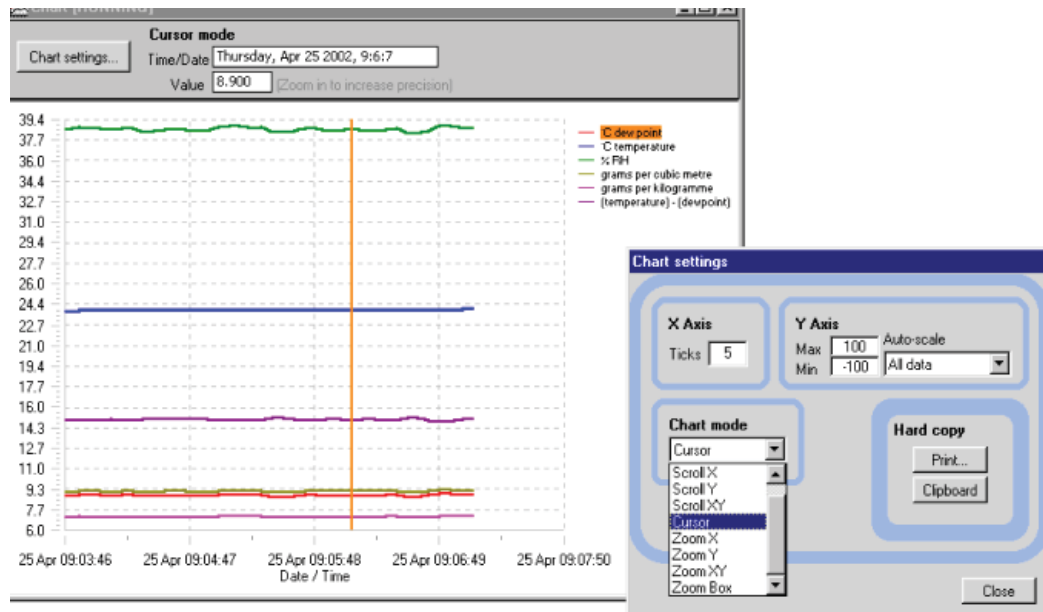 Chart [RUNNING]
Cursor mode
Chart settings...
Time/Date Thursday, Apr 25 2002, 9:6:7
Value 8.900 (Zoom in to increase precision)
39.4
37.7
36.0
34.4
32.7
31.0
29.4
27.7
26.0
24.4
22.7
21.0
19.4
17.7
16.0
14.3
12.7
11.0
9.3
7.7
6.0
25 Apr 09:03:46
25 Apr 09:04:47
25 Apr 09:05:48
25 Apr 09:06:49
25 Apr 09:07:50
Date / Time
°C dew point
°C temperature
% RH
grams per cubic metre
grams per kilogramme
(temperature) - (dewpoint)
Chart settings
X Axis
Ticks 5
Y Axis
Max 100
Min -100
Auto-scale
All data
Chart mode
Cursor
Scroll X
Scroll Y
Scroll XY
Cursor
Zoom X
Zoom Y
Zoom XY
Zoom Box
Hard copy
Print...
Clipboard
Close